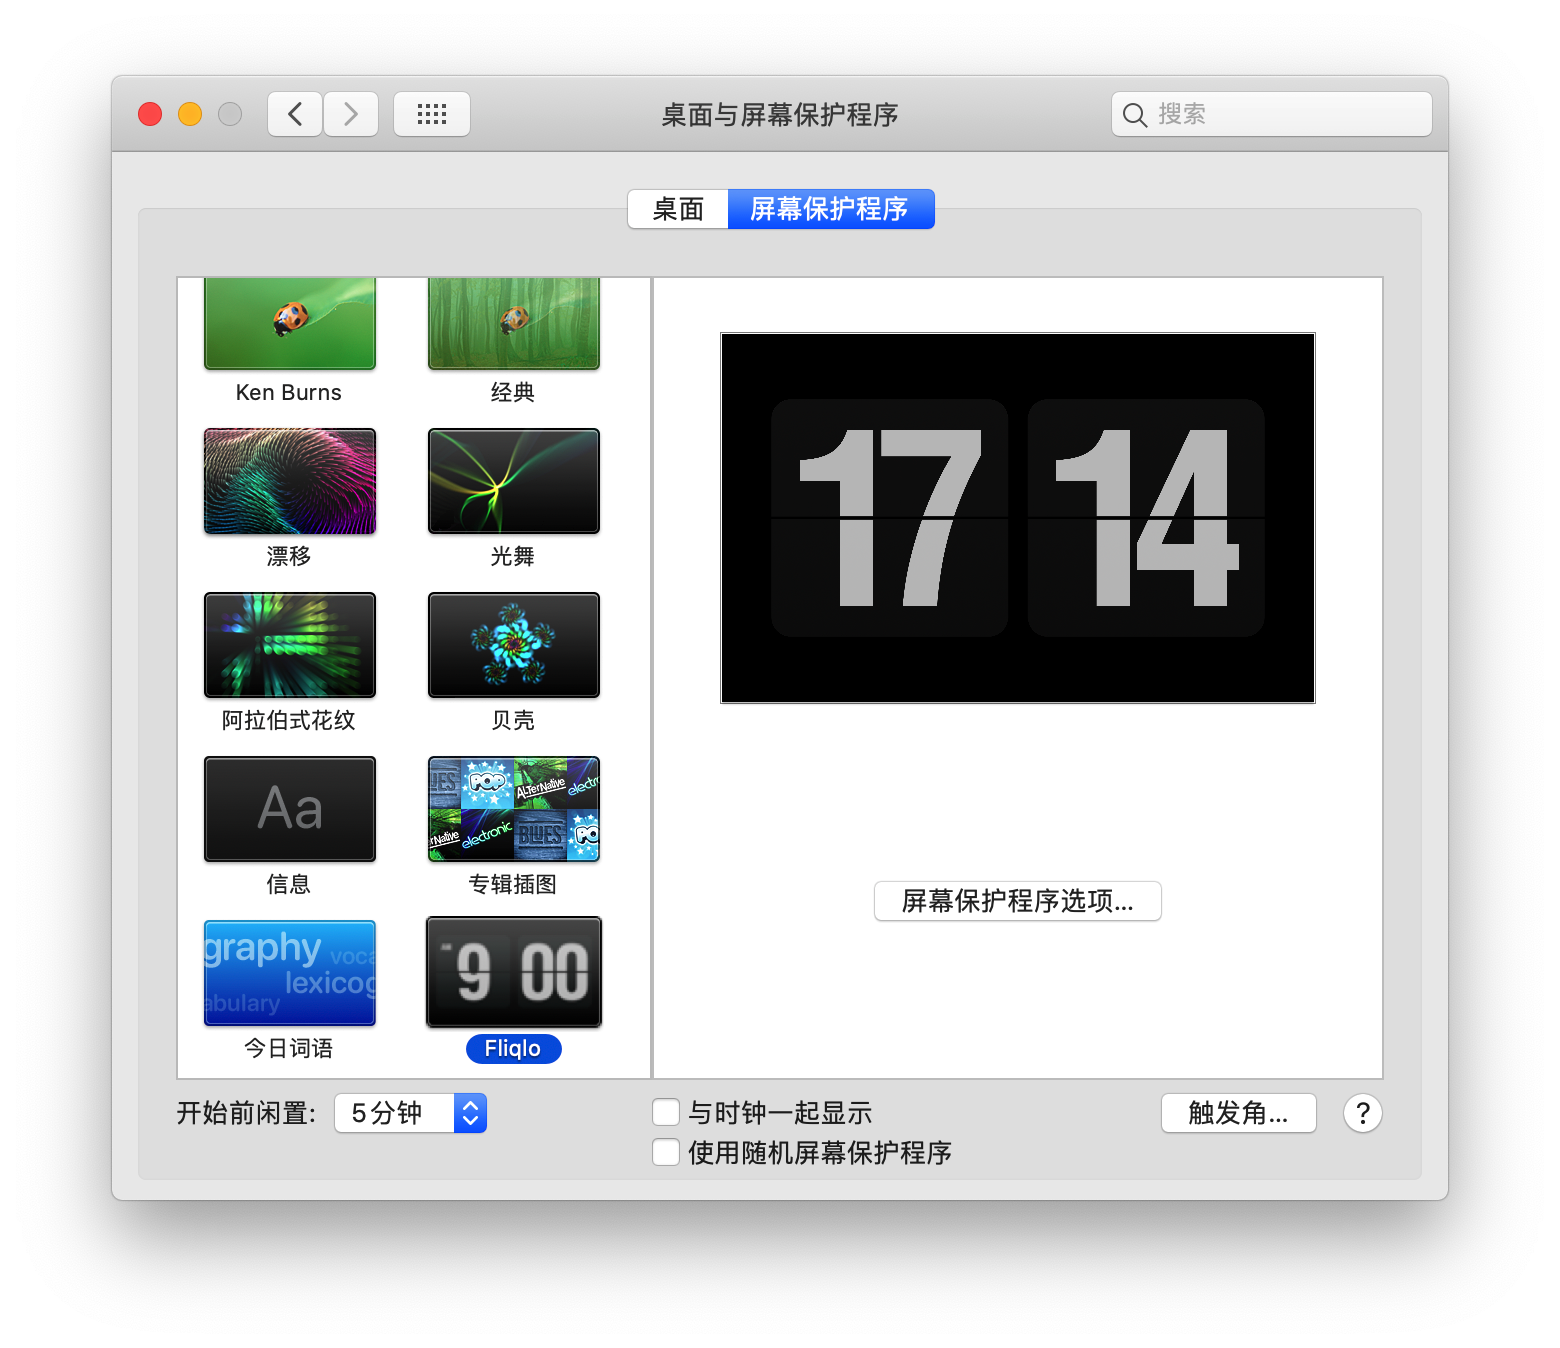 桌面与屏幕保护程序
搜索
桌面
屏幕保护程序
Ken Burns
经典
漂移
光舞
阿拉伯式花纹
贝壳
Aa
信息
UES POP ALTerNative electr
terNative electronic BLUES PO
专辑插图
graphy
voca
lexicog
abulary
今日词语
9 00
Fliqlo
17 14
屏幕保护程序选项...
开始前闲置:
5分钟
与时钟一起显示
使用随机屏幕保护程序
触发角...
?